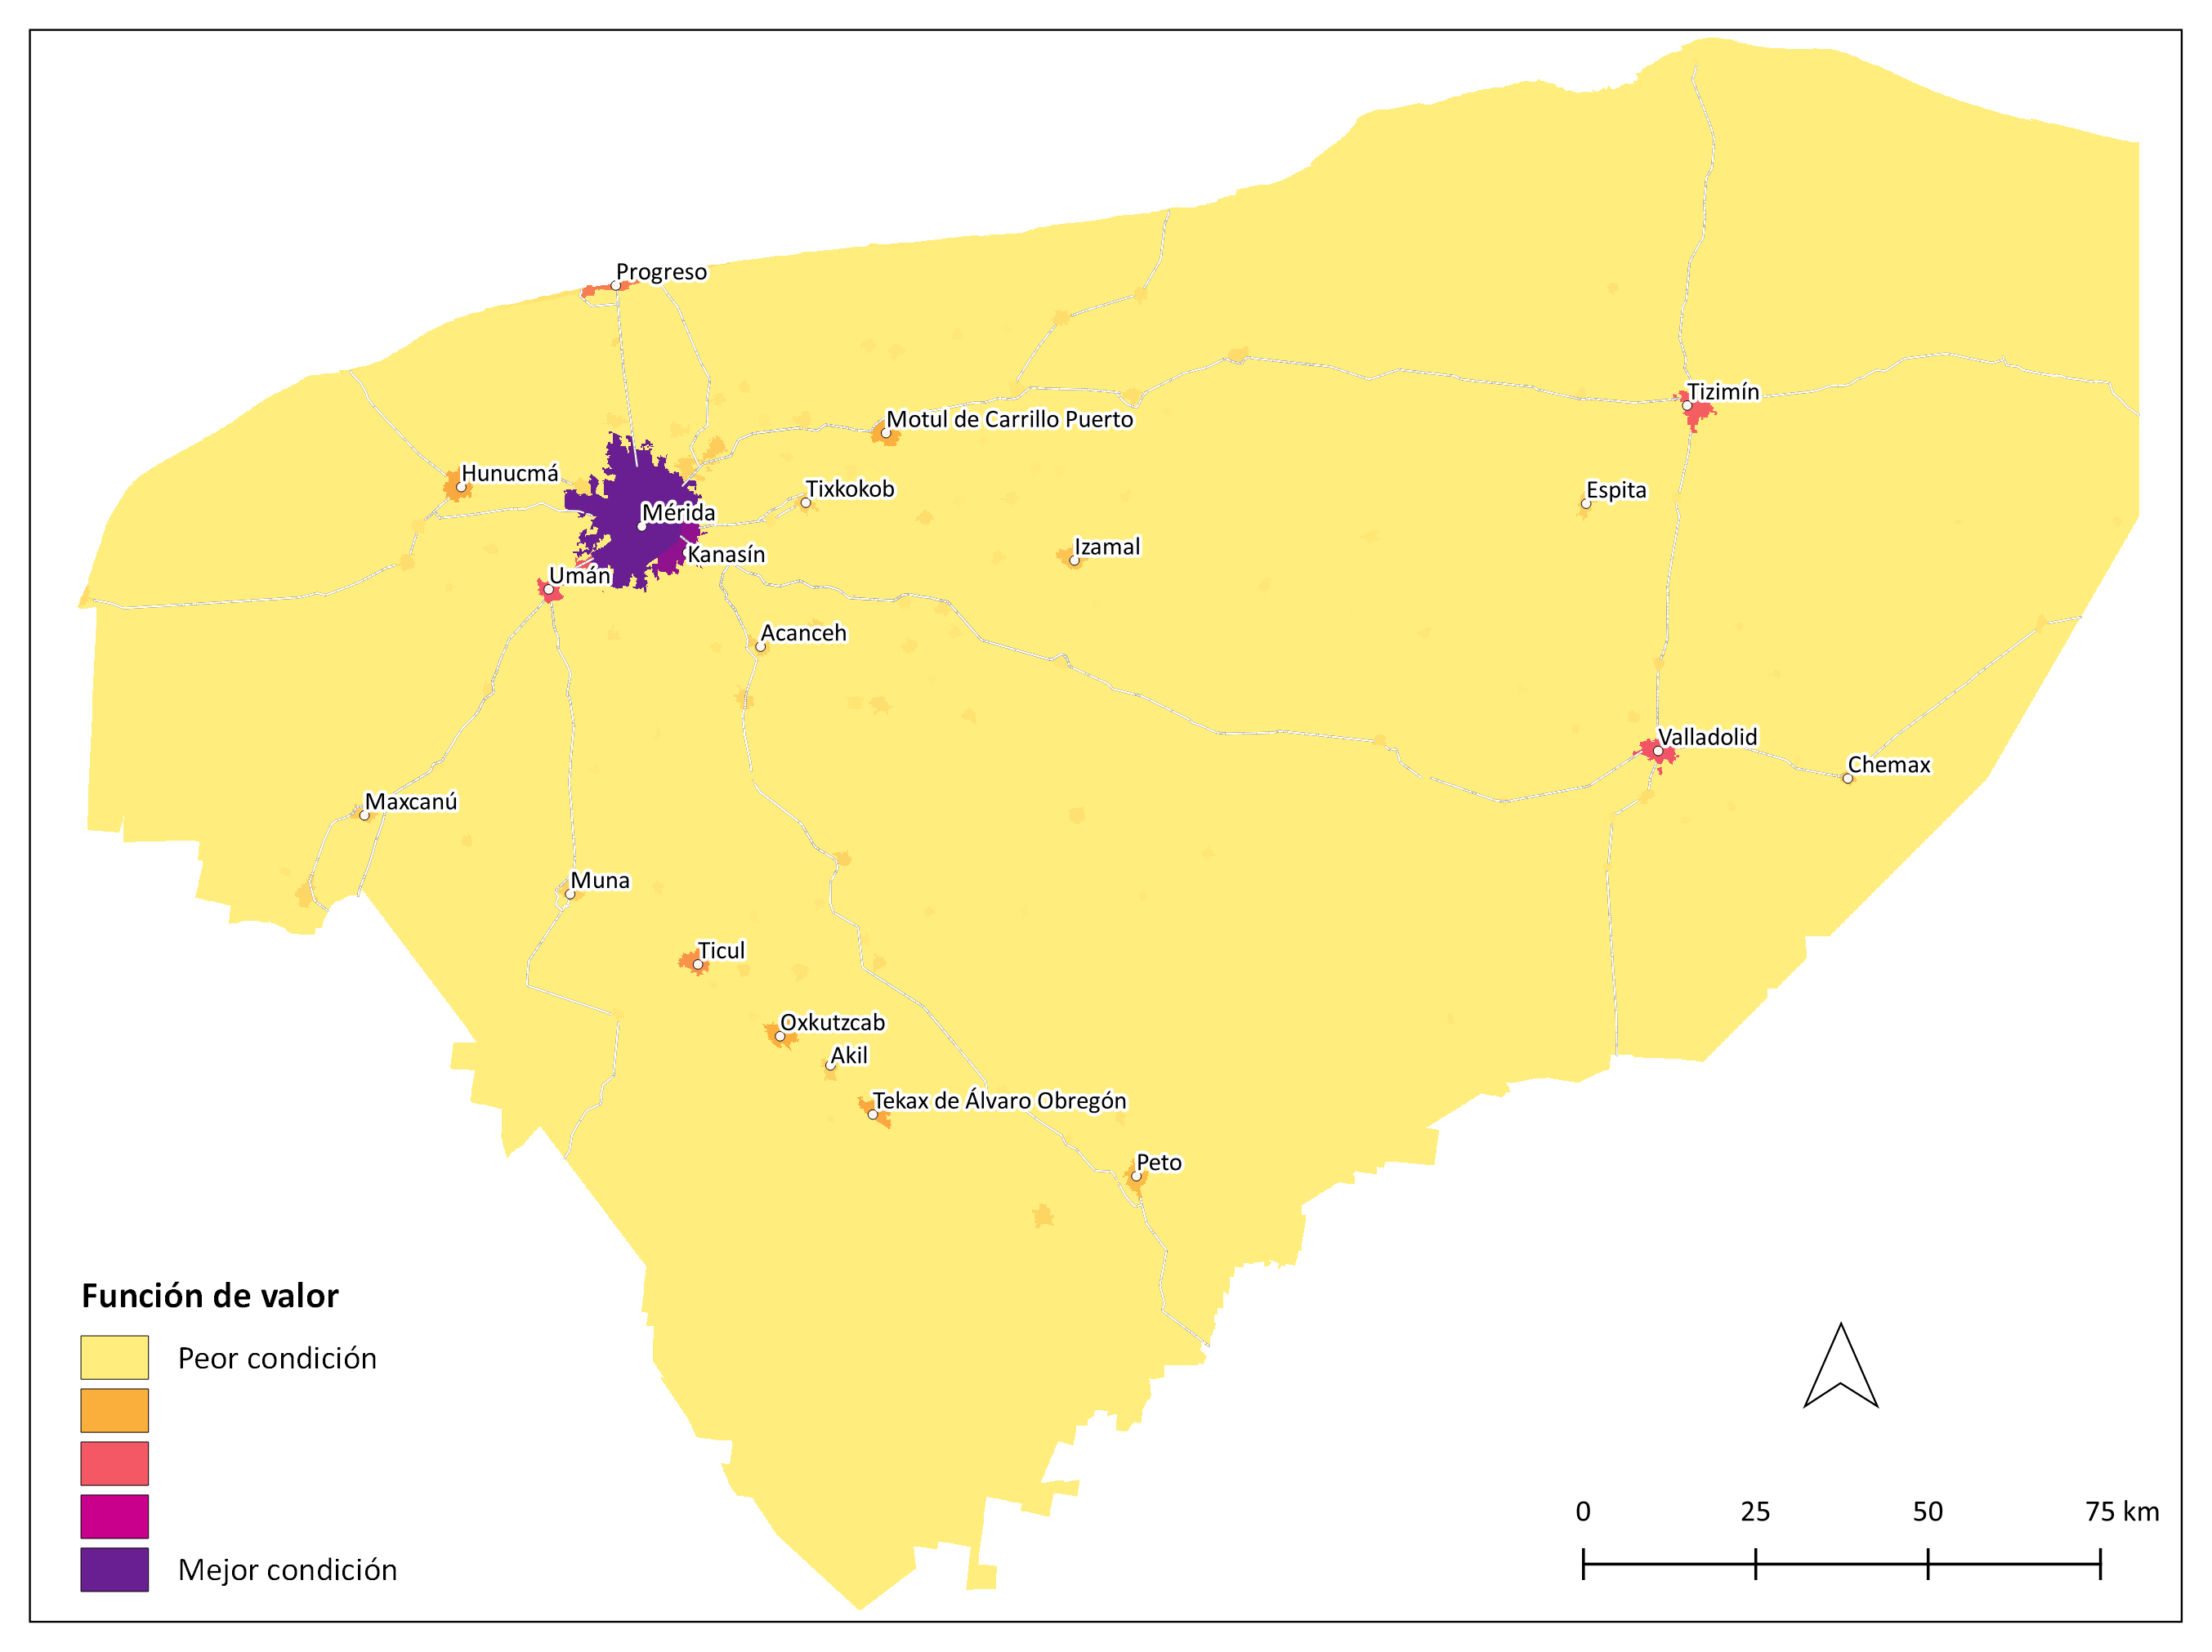 Progreso
Tizimín
Motul de Carrillo Puerto
Hunucmá
Tixkokob
Espita
Mérida
Izamal
Kanasín
Umán
Acanceh
Valladolid
Chemax
Maxcanú
Muna
Ticul
Oxkutzcab
Akil
Tekax de Álvaro Obregón
Peto
Función de valor
Peor condición
Mejor condición
0 25 50 75 km